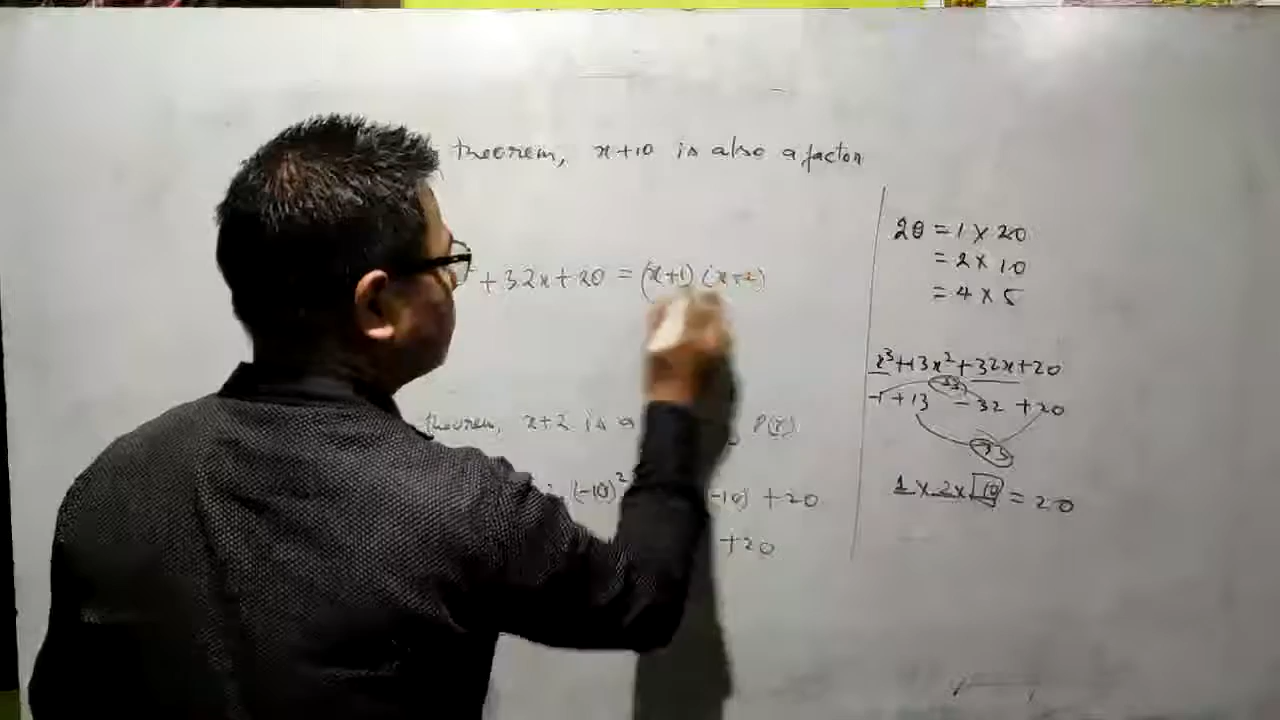 theorem, x+10 is also a factor
+ 32x + 20 = (x+1) (x+2)
theorem, x+2 is a P(x)
(-10)² -10) + 20
+20
20 = 1 × 20
= 2 × 10
= 4 × 5
x³+13x²+32x+20
-1 + 13 - 32 + 20
1 × 2 × 10 = 20